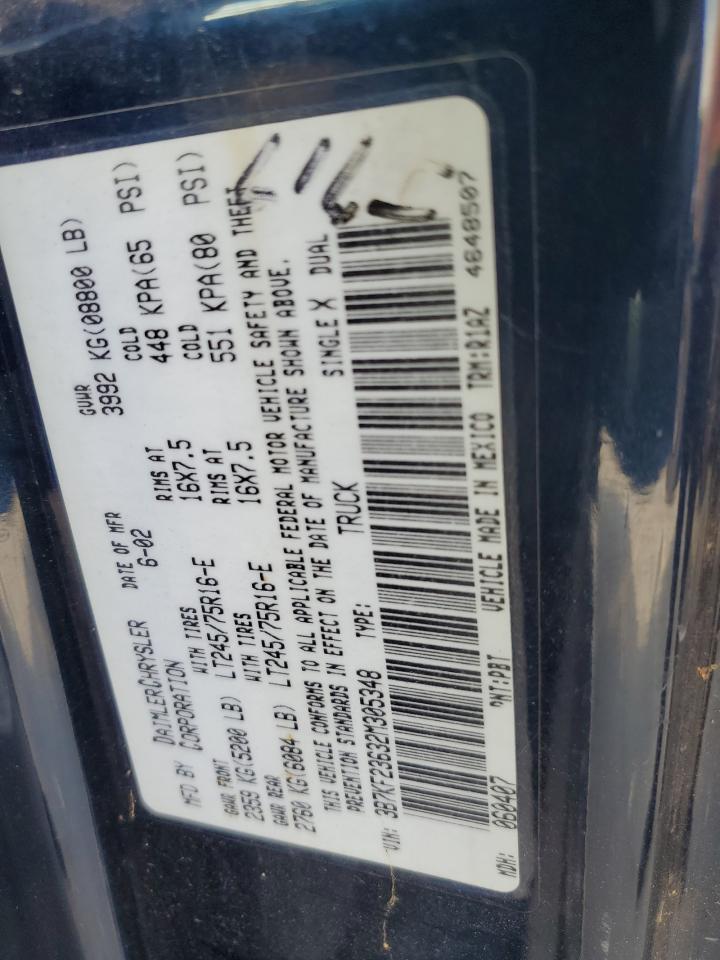 MFD BY DAIMLERCHRYSLER CORPORATION DATE OF MFR 6-02 GVWR 3992 KG(08800 LB)
GAWR FRONT 2359 KG(5200 LB) WITH TIRES LT245/75R16-E RIMS AT 16X7.5 COLD 448 KPA(65 PSI)
GAWR REAR 2760 KG(6084 LB) WITH TIRES LT245/75R16-E RIMS AT 16X7.5 COLD 551 KPA(80 PSI)
THIS VEHICLE CONFORMS TO ALL APPLICABLE FEDERAL MOTOR VEHICLE SAFETY AND THEFT
PREVENTION STANDARDS IN EFFECT ON THE DATE OF MANUFACTURE SHOWN ABOVE.
VIN: 3B7KF23632M305348 TYPE: TRUCK SINGLE X DUAL
MDH: 060407 PNT:PBT VEHICLE MADE IN MEXICO TRM:R1AZ 4648507